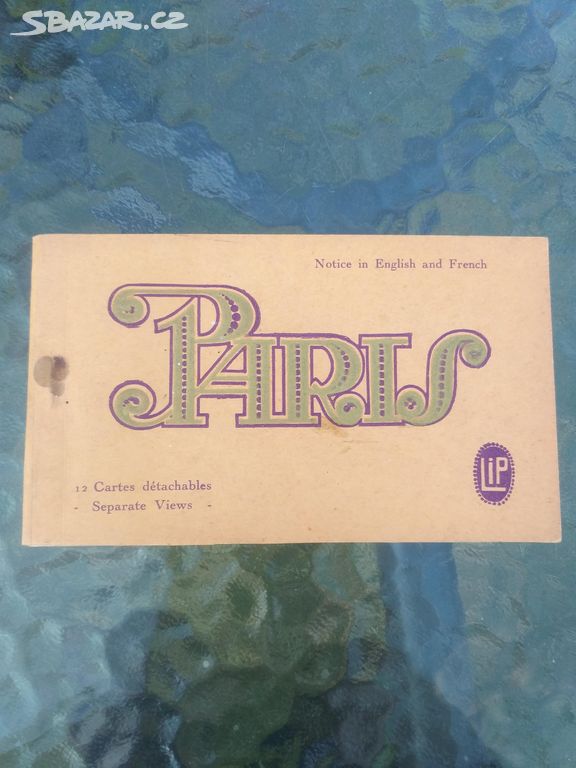 SBAZAR.CZ
Notice in English and French
PARIS
12 Cartes détachables
- Separate Views -
LIP